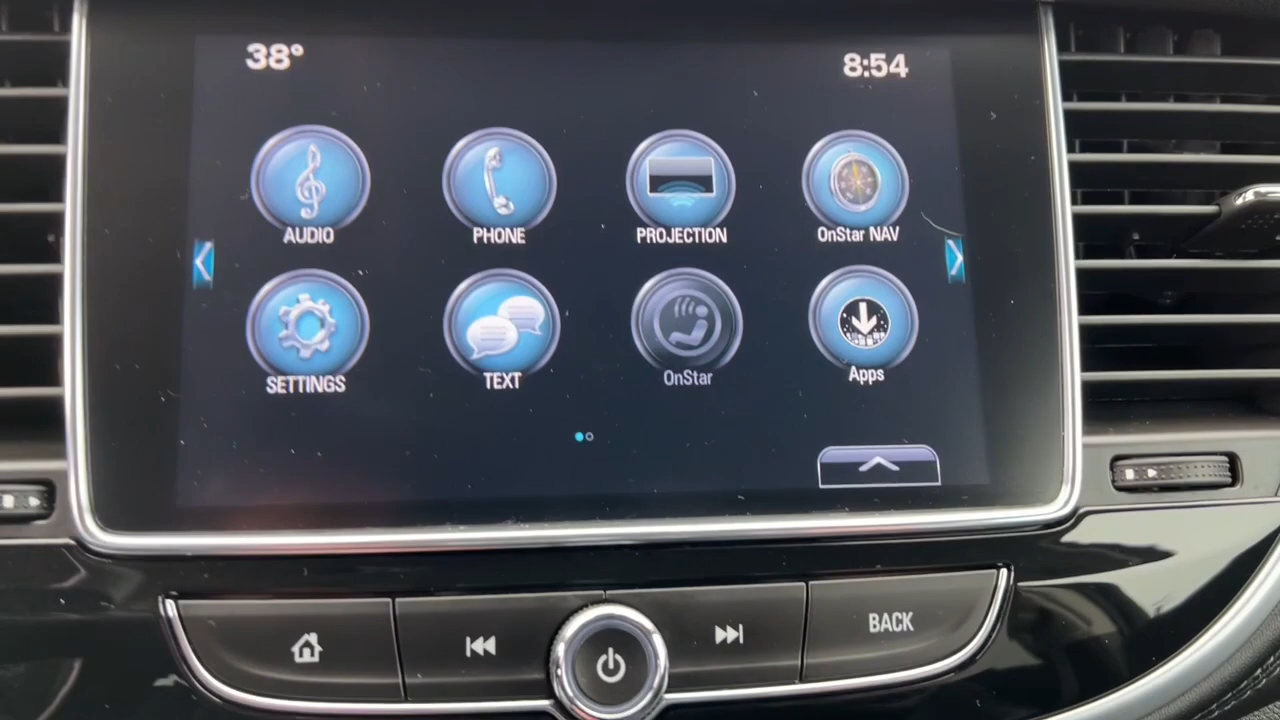 38°
8:54
AUDIO
PHONE
PROJECTION
OnStar NAV
SETTINGS
TEXT
OnStar
Apps
BACK